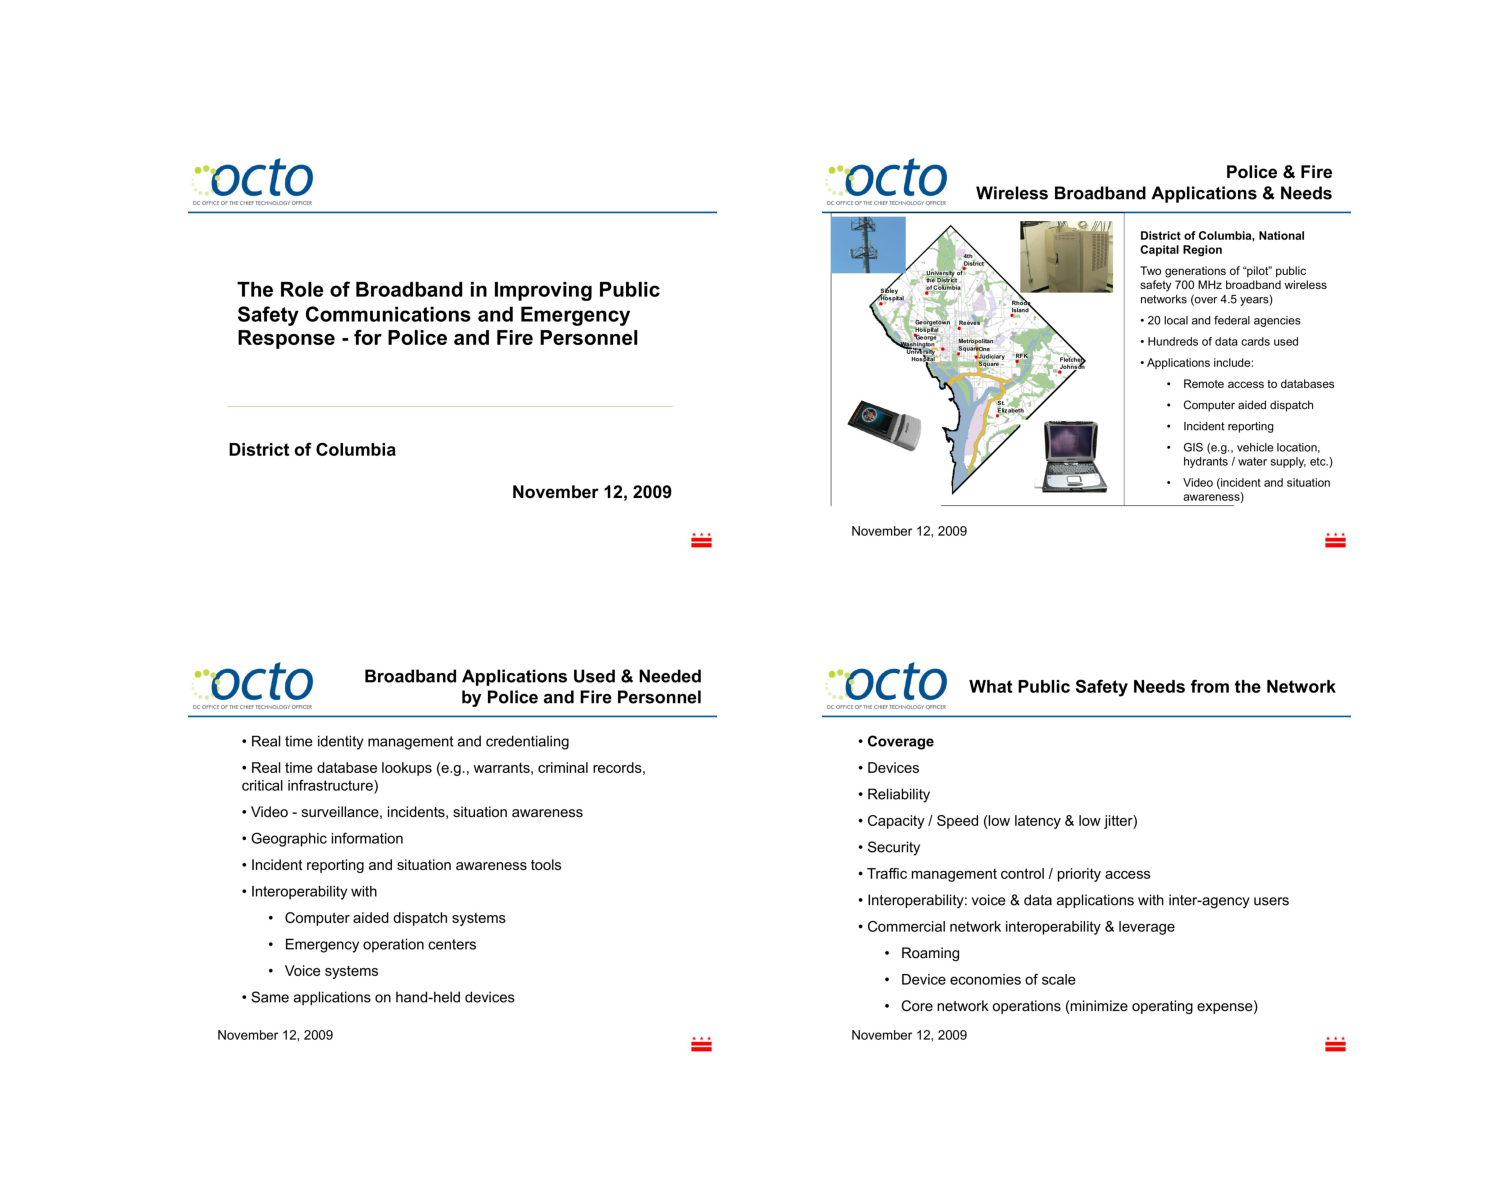 octo
DC OFFICE OF THE CHIEF TECHNOLOGY OFFICER
The Role of Broadband in Improving Public
Safety Communications and Emergency
Response - for Police and Fire Personnel
District of Columbia
November 12, 2009
octo
DC OFFICE OF THE CHIEF TECHNOLOGY OFFICER
Police & Fire
Wireless Broadband Applications & Needs
4th
District
University of
the District
of Columbia
Sibley
Hospital
Rhode
Island
Georgetown
Hospital
Reeves
George
Washington
University
Hospital
Metropolitan
Square
One
Judiciary
Square
RFK
Fletcher
Johnson
St.
Elizabeth
District of Columbia, National
Capital Region
Two generations of “pilot” public
safety 700 MHz broadband wireless
networks (over 4.5 years)
• 20 local and federal agencies
• Hundreds of data cards used
• Applications include:
• Remote access to databases
• Computer aided dispatch
• Incident reporting
• GIS (e.g., vehicle location,
hydrants / water supply, etc.)
• Video (incident and situation
awareness)
November 12, 2009
octo
DC OFFICE OF THE CHIEF TECHNOLOGY OFFICER
Broadband Applications Used & Needed
by Police and Fire Personnel
• Real time identity management and credentialing
• Real time database lookups (e.g., warrants, criminal records,
critical infrastructure)
• Video - surveillance, incidents, situation awareness
• Geographic information
• Incident reporting and situation awareness tools
• Interoperability with
• Computer aided dispatch systems
• Emergency operation centers
• Voice systems
• Same applications on hand-held devices
November 12, 2009
octo
DC OFFICE OF THE CHIEF TECHNOLOGY OFFICER
What Public Safety Needs from the Network
• Coverage
• Devices
• Reliability
• Capacity / Speed (low latency & low jitter)
• Security
• Traffic management control / priority access
• Interoperability: voice & data applications with inter-agency users
• Commercial network interoperability & leverage
• Roaming
• Device economies of scale
• Core network operations (minimize operating expense)
November 12, 2009